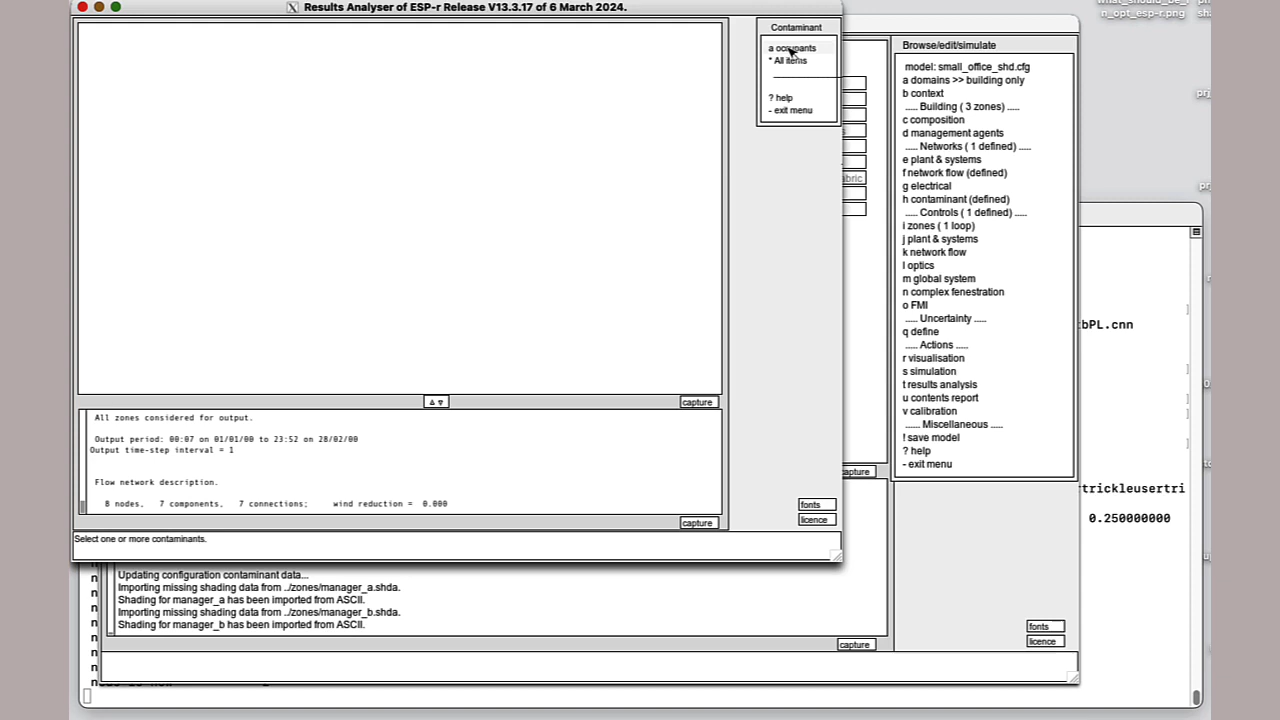 Results Analyser of ESP-r Release V13.3.17 of 6 March 2024.
n_opt_esp-r.png
Contaminant
a occupants
* All items
? help
- exit menu
capture
All zones considered for output.
Output period: 00:07 on 01/01/00 to 23:52 on 28/02/00
Output time-step interval = 1
Flow network description.
8 nodes, 7 components, 7 connections; wind reduction = 0.000
capture
fonts
licence
Select one or more contaminants.
Browse/edit/simulate
model: small_office_shd.cfg
a domains >> building only
b context
..... Building ( 3 zones) .....
c composition
d management agents
..... Networks ( 1 defined) .....
e plant & systems
f network flow (defined)
g electrical
h contaminant (defined)
..... Controls ( 1 defined) .....
i zones ( 1 loop)
j plant & systems
k network flow
l optics
m global system
n complex fenestration
o FMI
..... Uncertainty .....
q define
..... Actions .....
r visualisation
s simulation
t results analysis
u contents report
v calibration
...... Miscellaneous .....
! save model
? help
- exit menu
capture
Updating configuration contaminant data...
Importing missing shading data from ../zones/manager_a.shda.
Shading for manager_a has been imported from ASCII.
Importing missing shading data from ../zones/manager_b.shda.
Shading for manager_b has been imported from ASCII.
capture
fonts
licence
bPL.cnn
trickleusertri
0.250000000